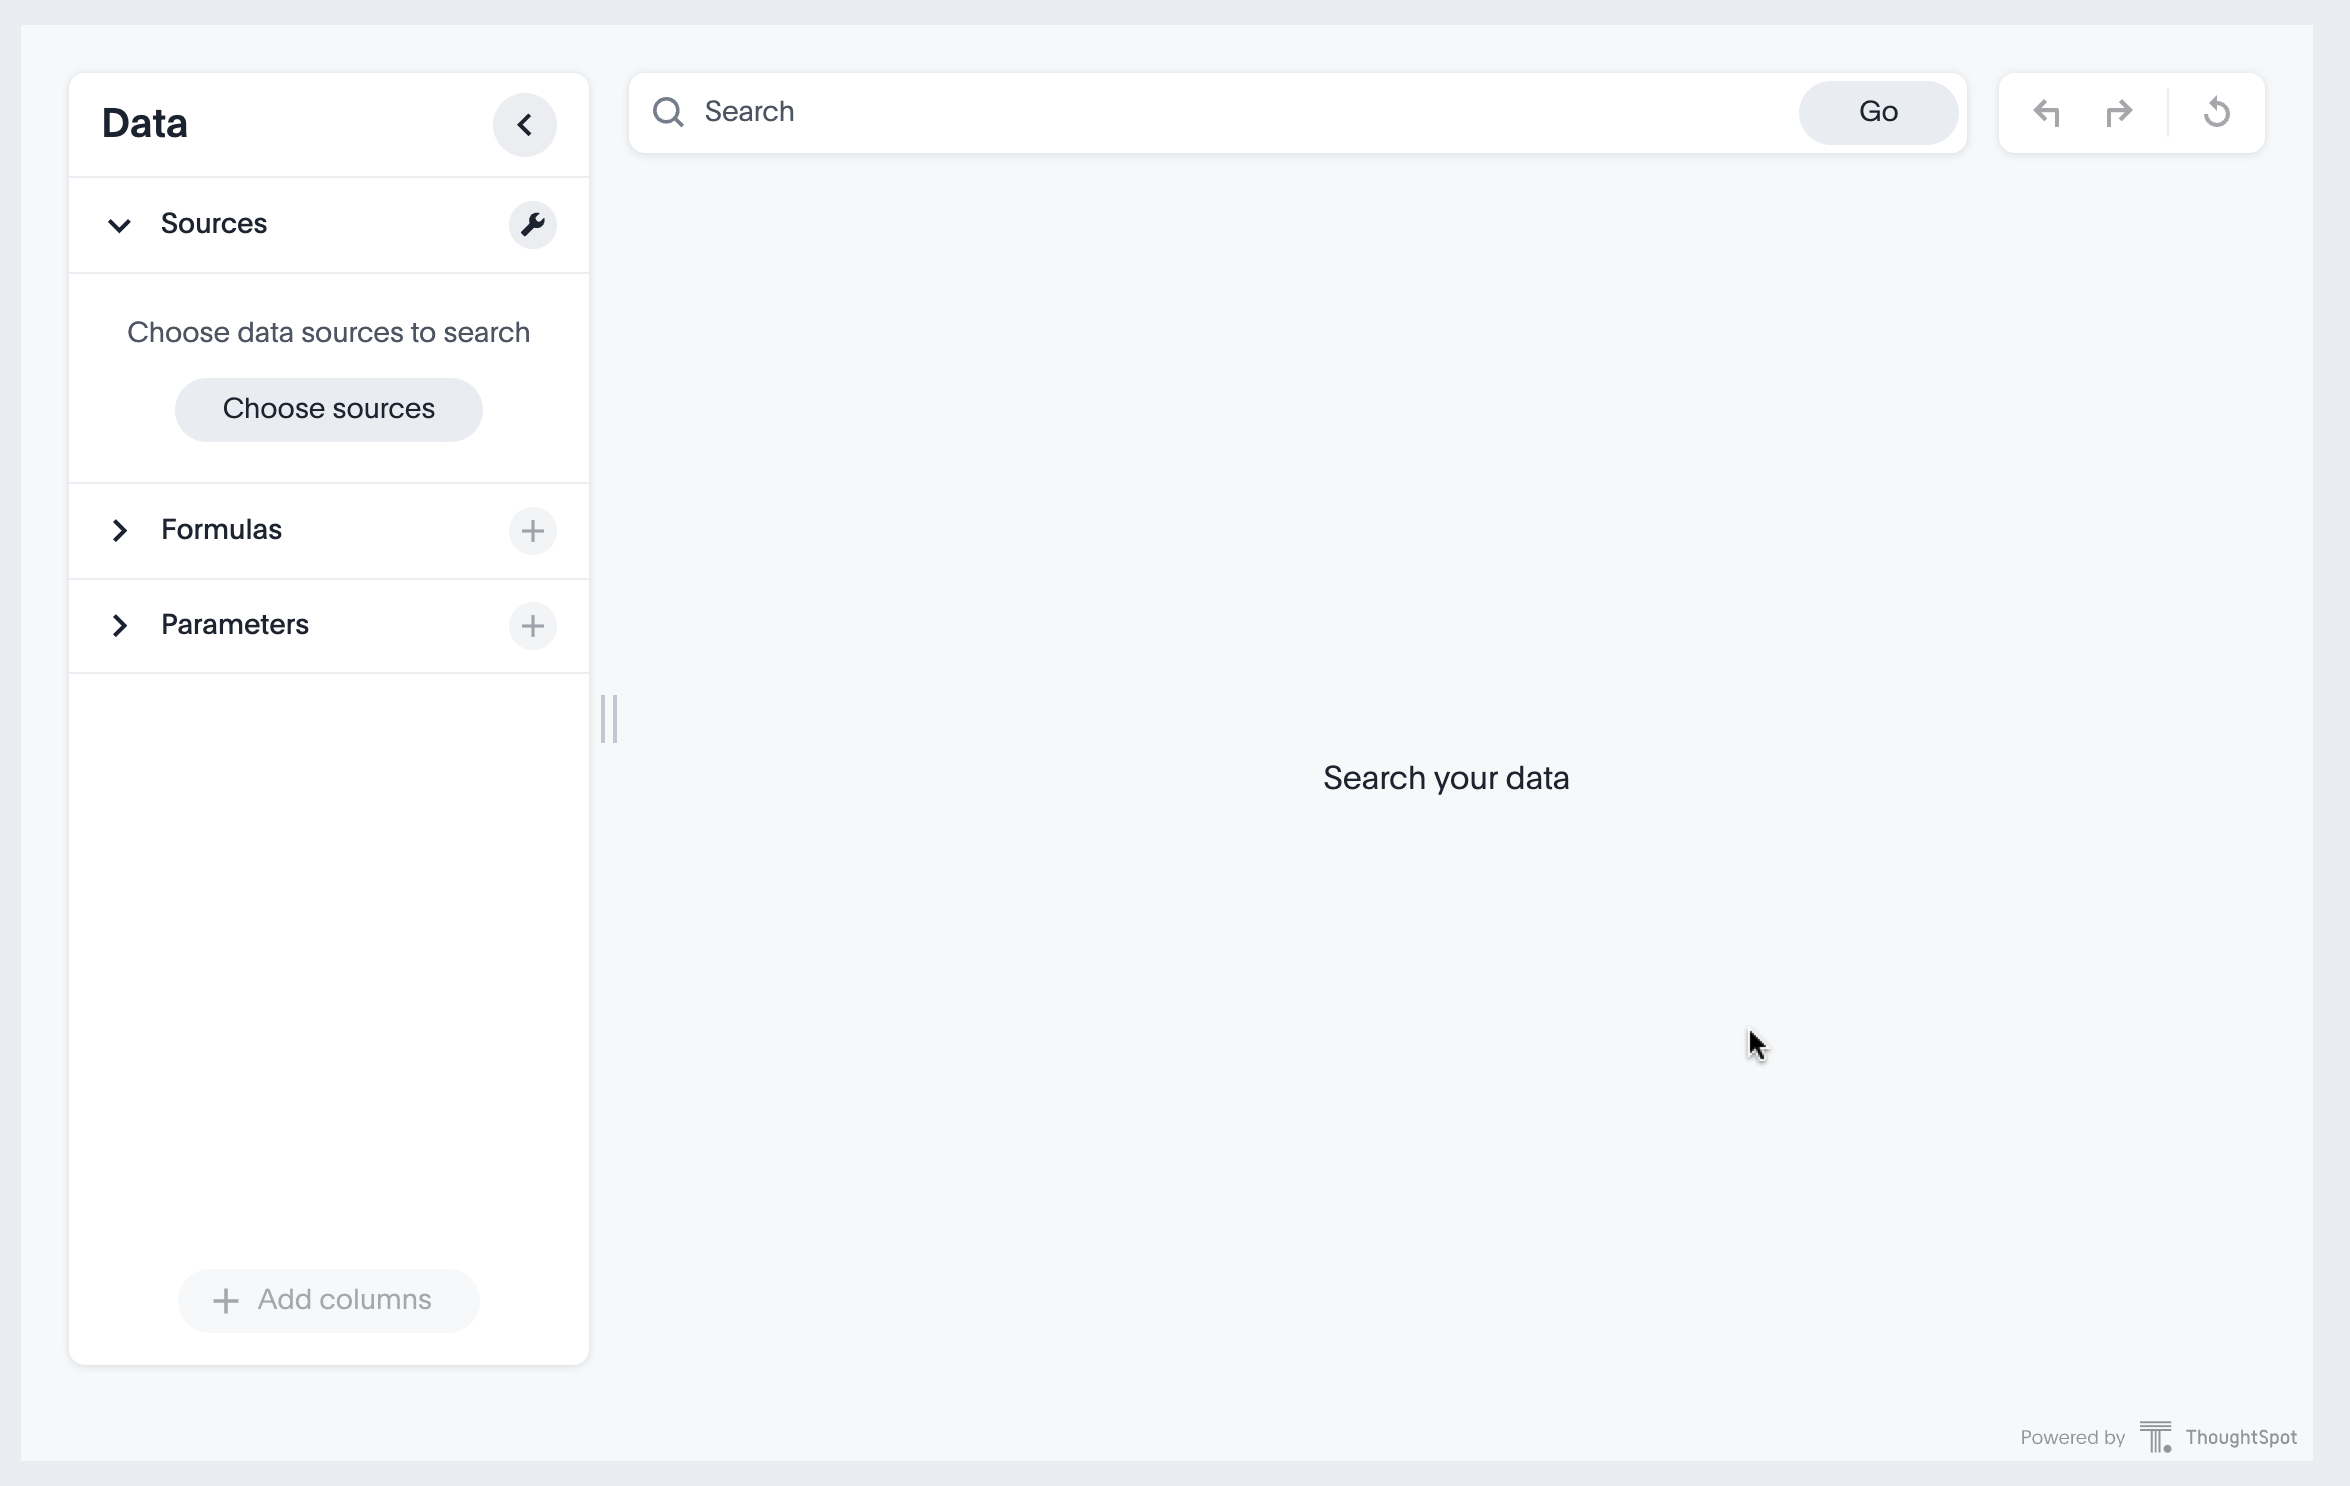 Data
Search
Go
Sources
Choose data sources to search
Choose sources
Formulas
Parameters
Search your data
Add columns
Powered by ThoughtSpot